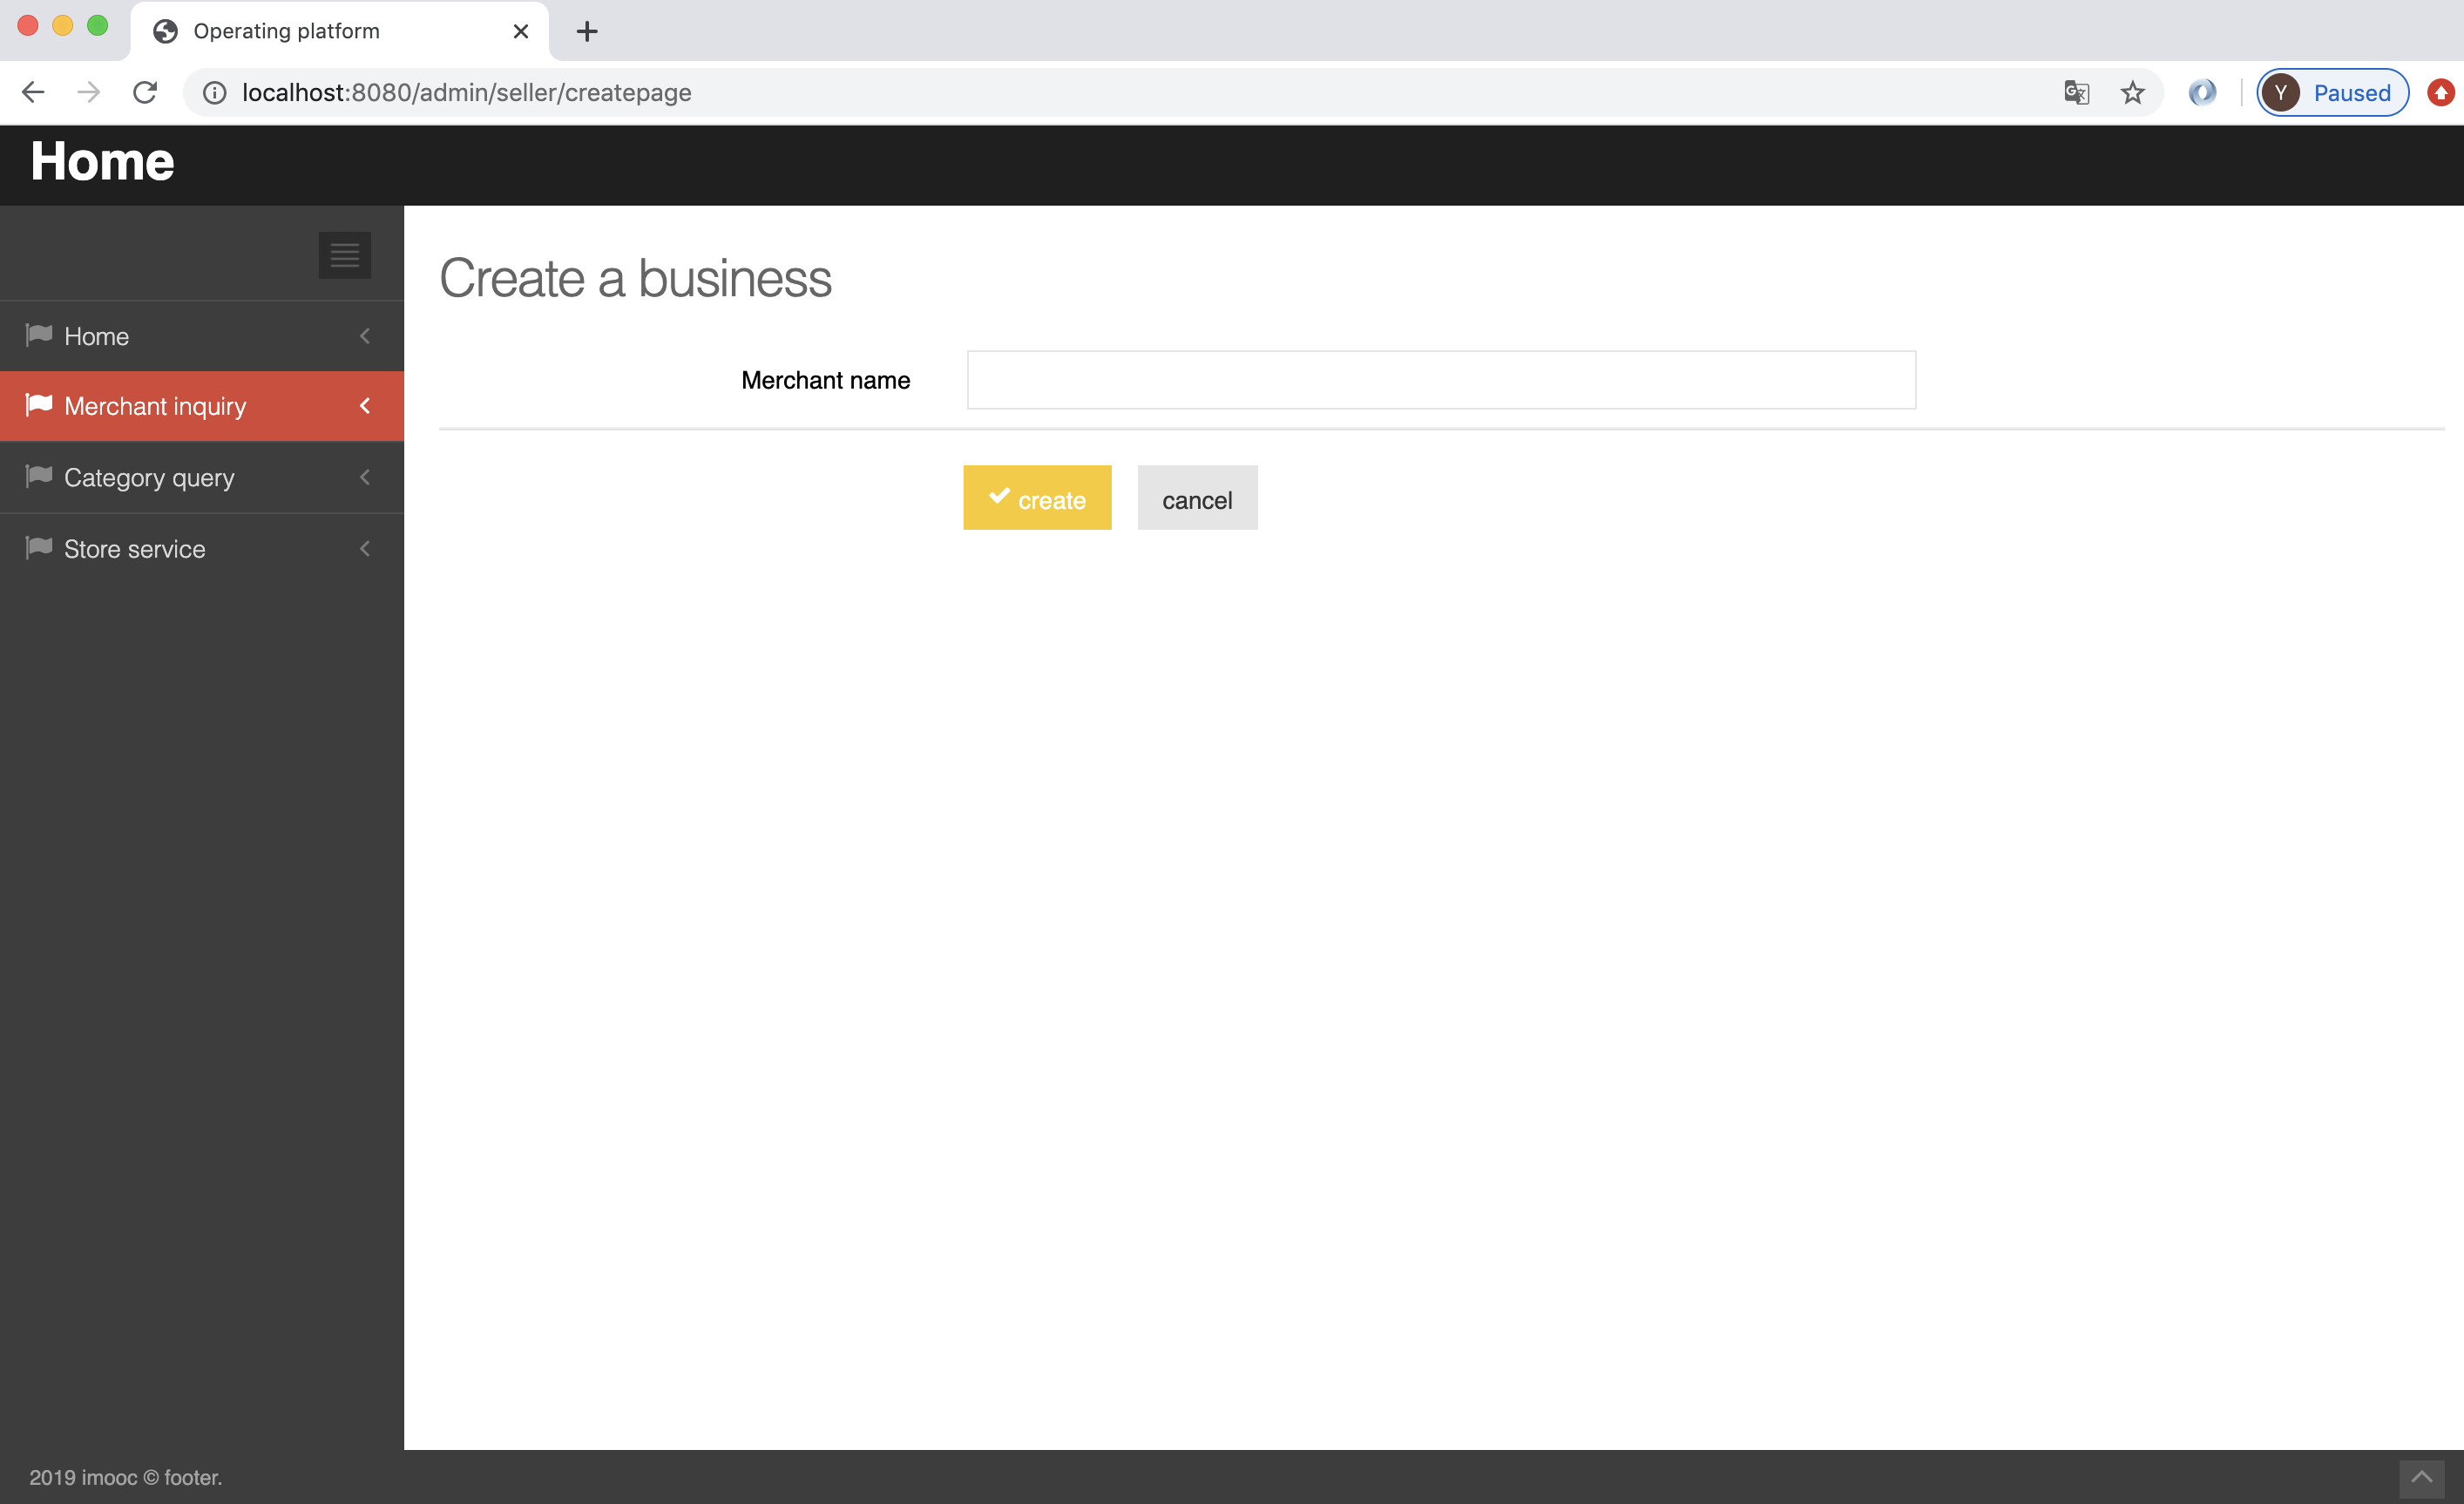 Operating platform
localhost:8080/admin/seller/createpage
Y Paused
Home
Home
Merchant inquiry
Category query
Store service
Create a business
Merchant name
create
cancel
2019 imooc © footer.